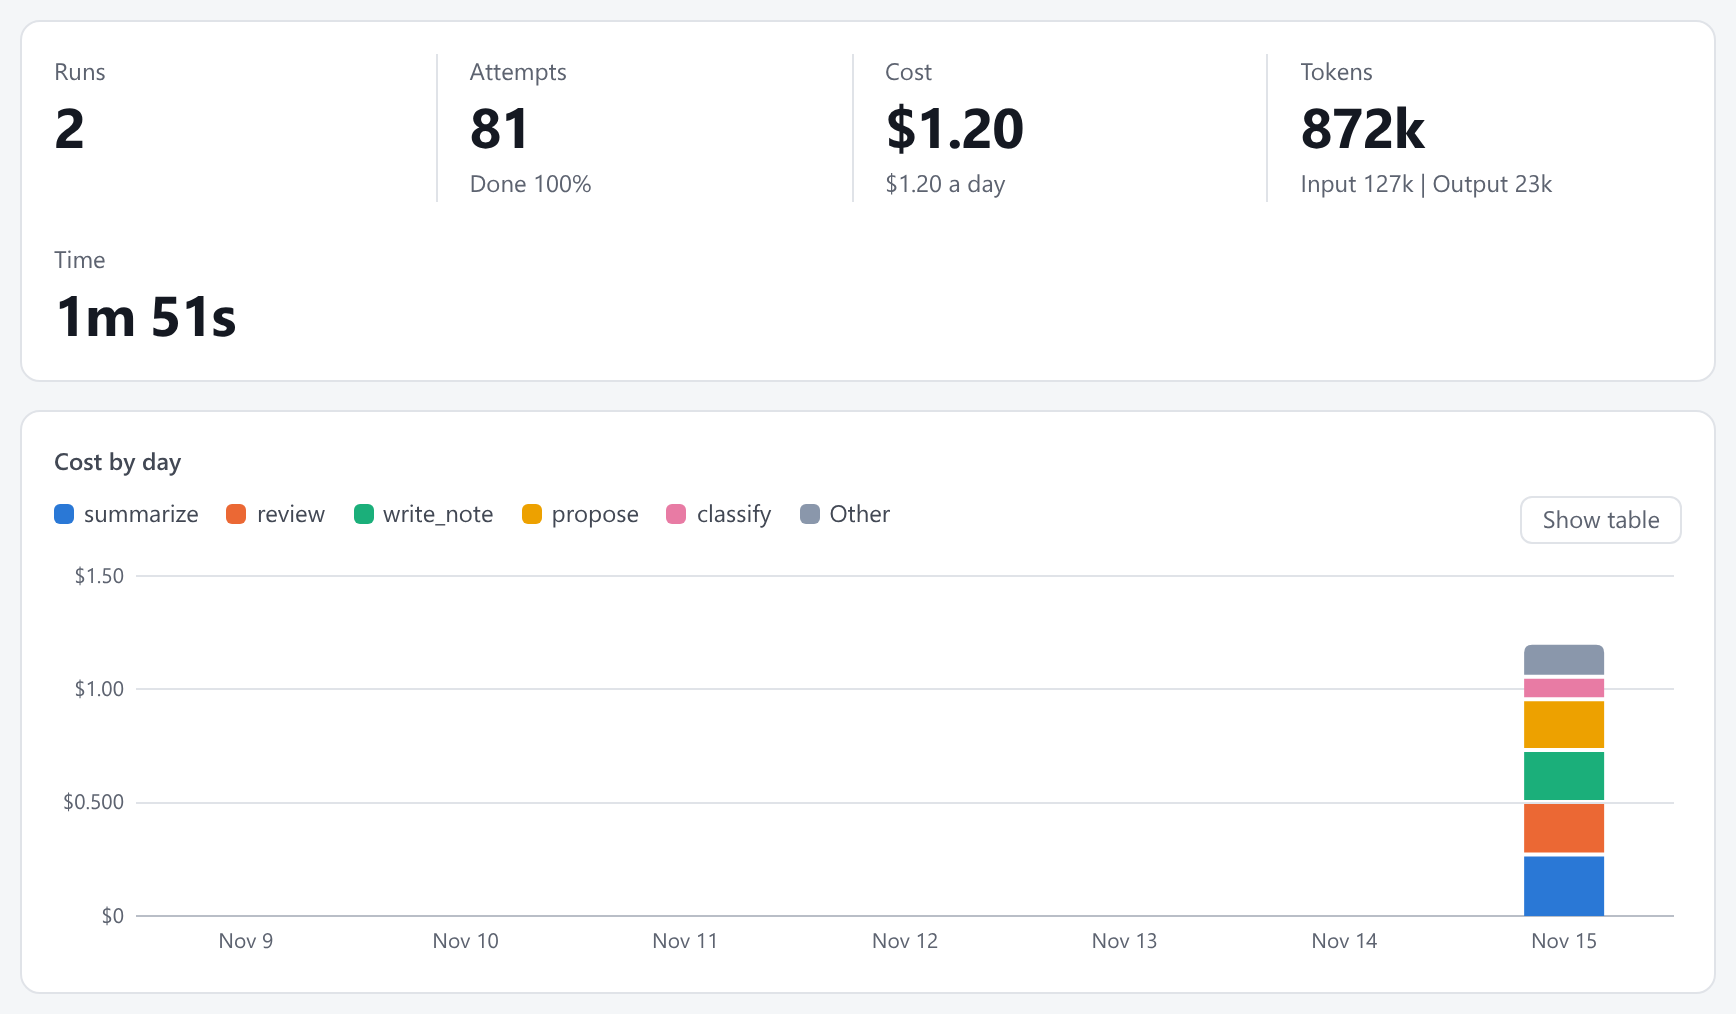 Runs
2
Attempts
81
Done 100%
Cost
$1.20
$1.20 a day
Tokens
872k
Input 127k | Output 23k
Time
1m 51s
Cost by day
summarize review write_note propose classify Other
Show table
$1.50
$1.00
$0.500
$0
Nov 9 Nov 10 Nov 11 Nov 12 Nov 13 Nov 14 Nov 15